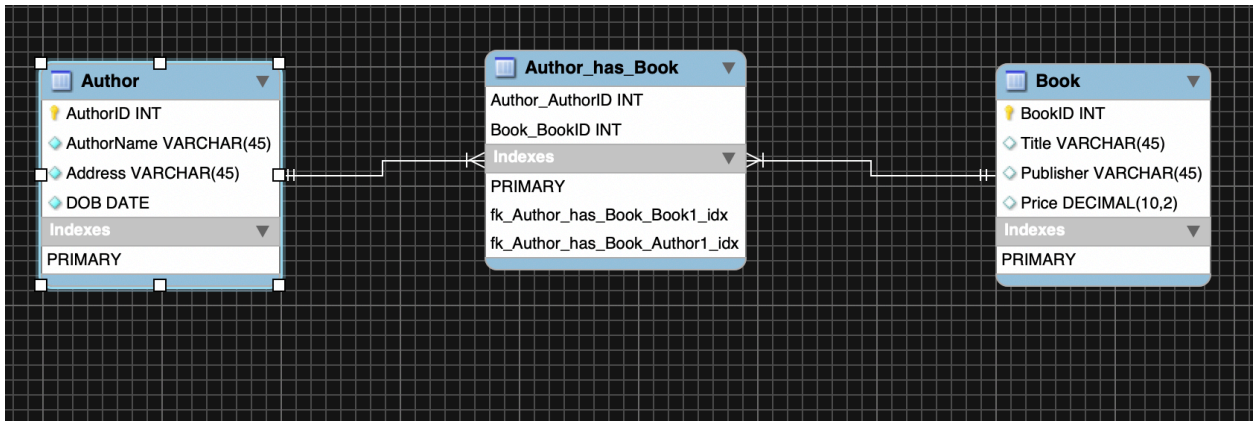 Author
AuthorID INT
AuthorName VARCHAR(45)
Address VARCHAR(45)
DOB DATE
Indexes
PRIMARY
Author_has_Book
Author_AuthorID INT
Book_BookID INT
Indexes
PRIMARY
fk_Author_has_Book_Book1_idx
fk_Author_has_Book_Author1_idx
Book
BookID INT
Title VARCHAR(45)
Publisher VARCHAR(45)
Price DECIMAL(10,2)
Indexes
PRIMARY